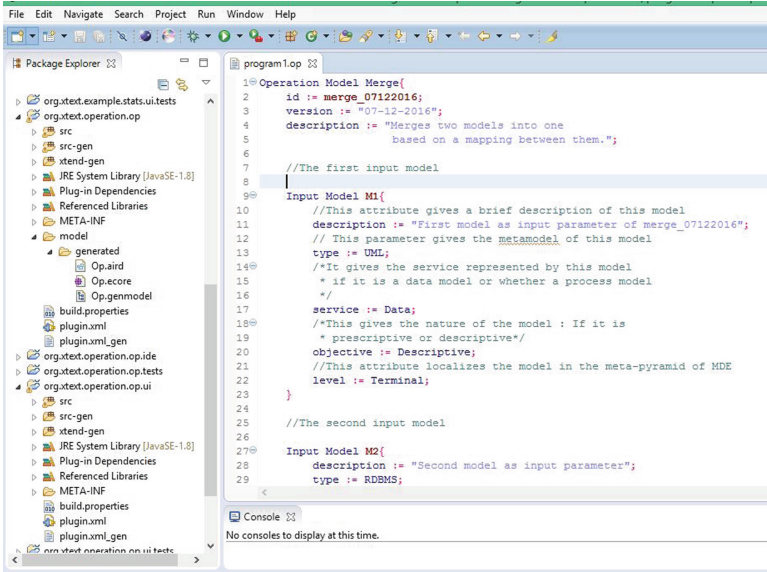 File Edit Navigate Search Project Run Window Help
Package Explorer
org.xtext.example.stats.ui.tests
org.xtext.operation.op
src
src-gen
xtend-gen
JRE System Library [JavaSE-1.8]
Plug-in Dependencies
Referenced Libraries
META-INF
model
generated
Op.aird
Op.ecore
Op.genmodel
build.properties
plugin.xml
plugin.xml_gen
org.xtext.operation.op.ide
org.xtext.operation.op.tests
org.xtext.operation.op.ui
src
src-gen
xtend-gen
JRE System Library [JavaSE-1.8]
Plug-in Dependencies
Referenced Libraries
META-INF
build.properties
plugin.xml
plugin.xml_gen
org.xtext.operation.op.ui.tests
program1.op
1 Operation Model Merge{
2 id := merge_07122016;
3 version := "07-12-2016";
4 description := "Merges two models into one
5 based on a mapping between them.";
6
7 //The first input model
8
9 Input Model M1{
10 //This attribute gives a brief description of this model
11 description := "First model as input parameter of merge_07122016";
12 // This parameter gives the metamodel of this model
13 type := UML;
14 /*It gives the service represented by this model
15 * if it is a data model or whether a process model
16 */
17 service := Data;
18 /*This gives the nature of the model : If it is
19 * prescriptive or descriptive*/
20 objective := Descriptive;
21 //This attribute localizes the model in the meta-pyramid of MDE
22 level := Terminal;
23 }
24
25 //The second input model
26
27 Input Model M2{
28 description := "Second model as input parameter";
29 type := RDBMS;
Console
No consoles to display at this time.